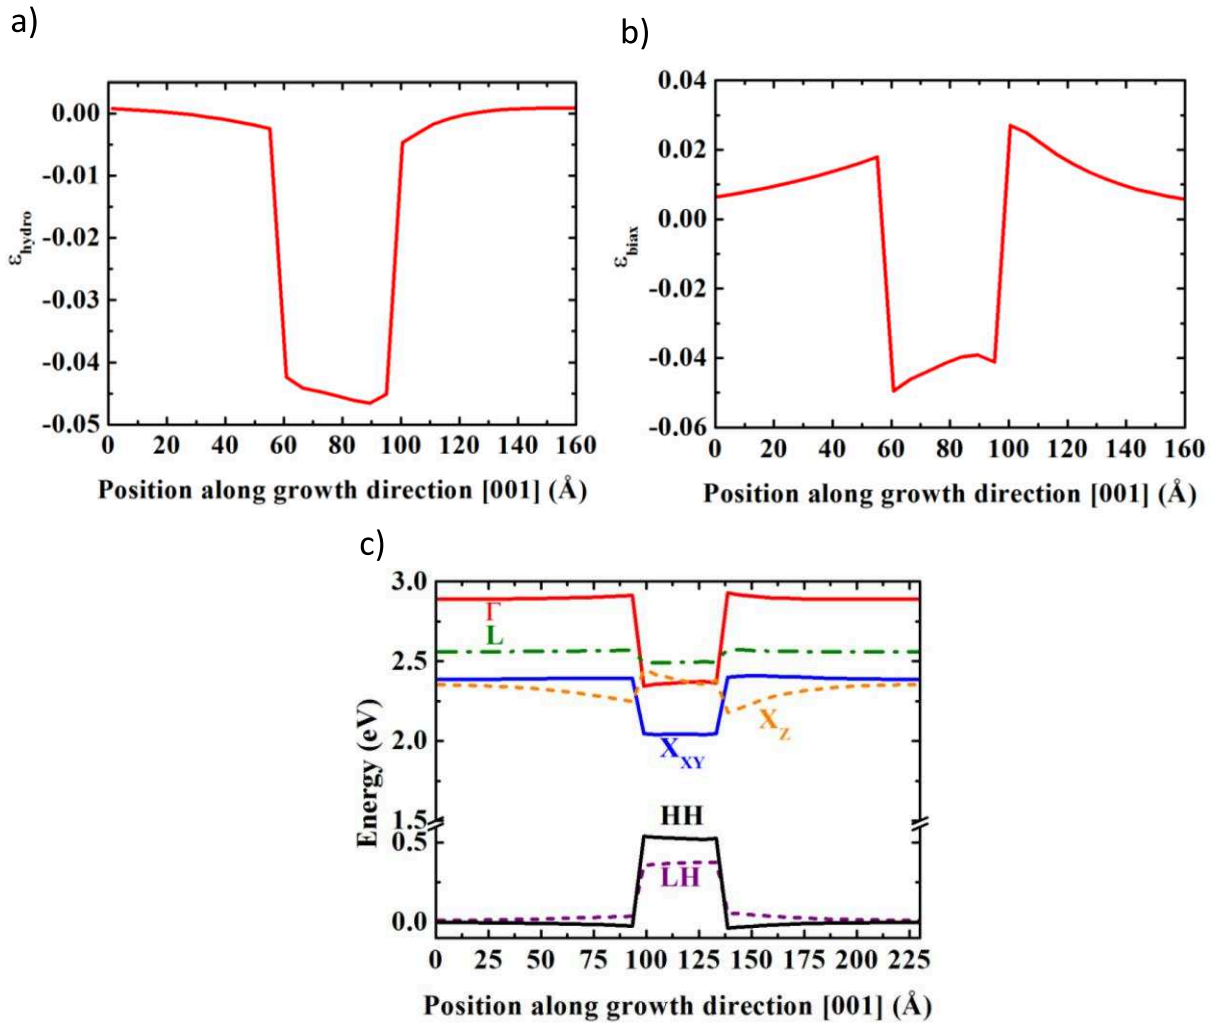 a)
0.00
-0.01
-0.02
-0.03
-0.04
-0.05
εhydro
0 20 40 60 80 100 120 140 160
Position along growth direction [001] (Å)
b)
0.04
0.02
0.00
-0.02
-0.04
-0.06
εbiax
0 20 40 60 80 100 120 140 160
Position along growth direction [001] (Å)
c)
3.0
2.5
2.0
1.5
0.5
0.0
Energy (eV)
Γ
L
XZ
XXY
HH
LH
0 25 50 75 100 125 150 175 200 225
Position along growth direction [001] (Å)